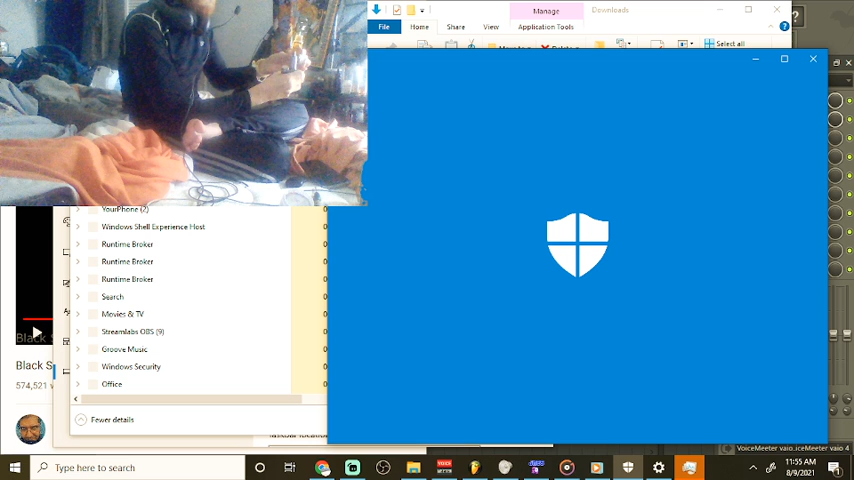 Manage
Downloads
File
Home
Share
View
Application Tools
Select all
YourPhone (2)
Windows Shell Experience Host
Runtime Broker
Runtime Broker
Runtime Broker
Search
Movies & TV
Streamlabs OBS (9)
Groove Music
Windows Security
Office
Fewer details
Black S
574,521
VoiceMeeter vaio
Type here to search
11:55 AM
8/9/2021